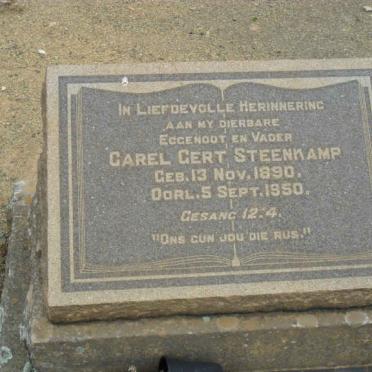 In Liefdevolle Herinnering
aan my dierbare
Eggenoot en Vader
Carel Gert Steenkamp
Geb. 13 Nov. 1890.
Oorl. 5 Sept. 1950.
Gesang 12:4.
"Ons gun jou die rus."